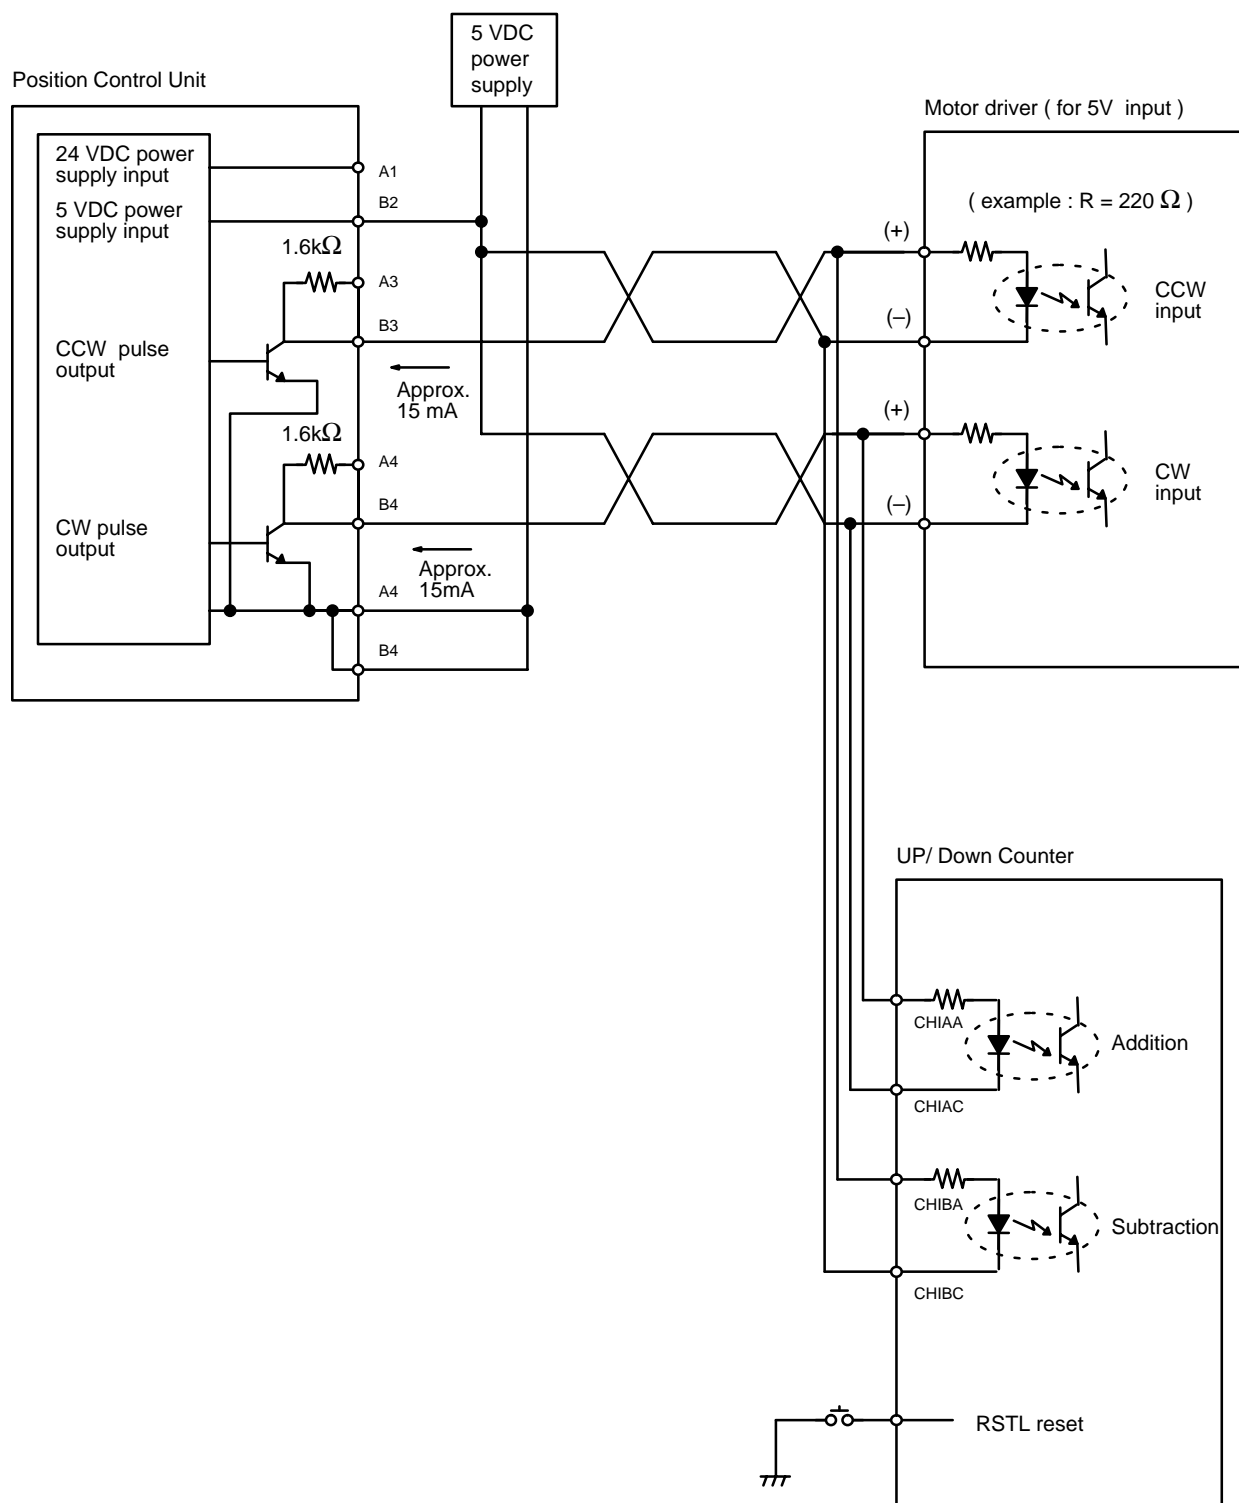 5 VDC
power
supply
Position Control Unit
Motor driver ( for 5V input )
24 VDC power
supply input
A1
B2
5 VDC power
supply input
( example : R = 220 Ω )
1.6kΩ
A3
(+)
CCW
input
B3
(–)
CCW pulse
output
Approx.
15 mA
1.6kΩ
A4
(+)
CW
input
B4
(–)
CW pulse
output
Approx.
15mA
A4
B4
UP/ Down Counter
CHIAA
Addition
CHIAC
CHIBA
Subtraction
CHIBC
RSTL reset